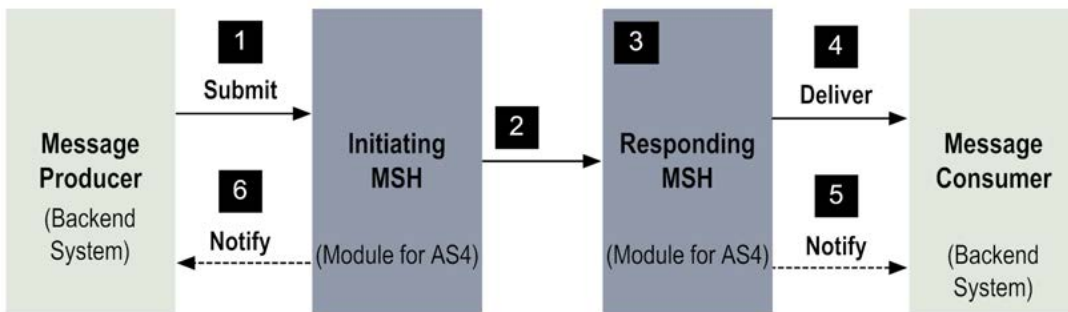 1
Submit
Message
Producer
(Backend
System)
6
Notify
Initiating
MSH
(Module for AS4)
2
3
Responding
MSH
(Module for AS4)
4
Deliver
5
Notify
Message
Consumer
(Backend
System)